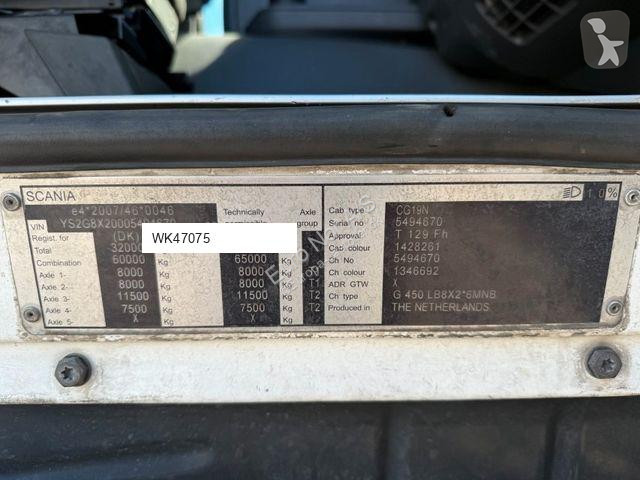 SCANIA 10%
e4*2007/46*0046 Technically Axle Cab type CG19N
VIN YS2G8X20005494670 group Serial no 5494670
Regist. for (DK) Approval: T 129 Fh
Total 32000 WK47075 Cab colour 1428261
Combination 60000 Kg 65000 Kg Ch No 5494670
Axle 1- 8000 Kg 8000 Kg Ch colour 1346692
Axle 2- 8000 Kg 8000 Kg T1 ADR GTW X
Axle 3- 11500 Kg 11500 Kg T2 Ch type G 450 LB8X2*6MNB
Axle 4- 7500 Kg 7500 Kg T2 Produced in THE NETHERLANDS
Axle 5- X Kg X Kg